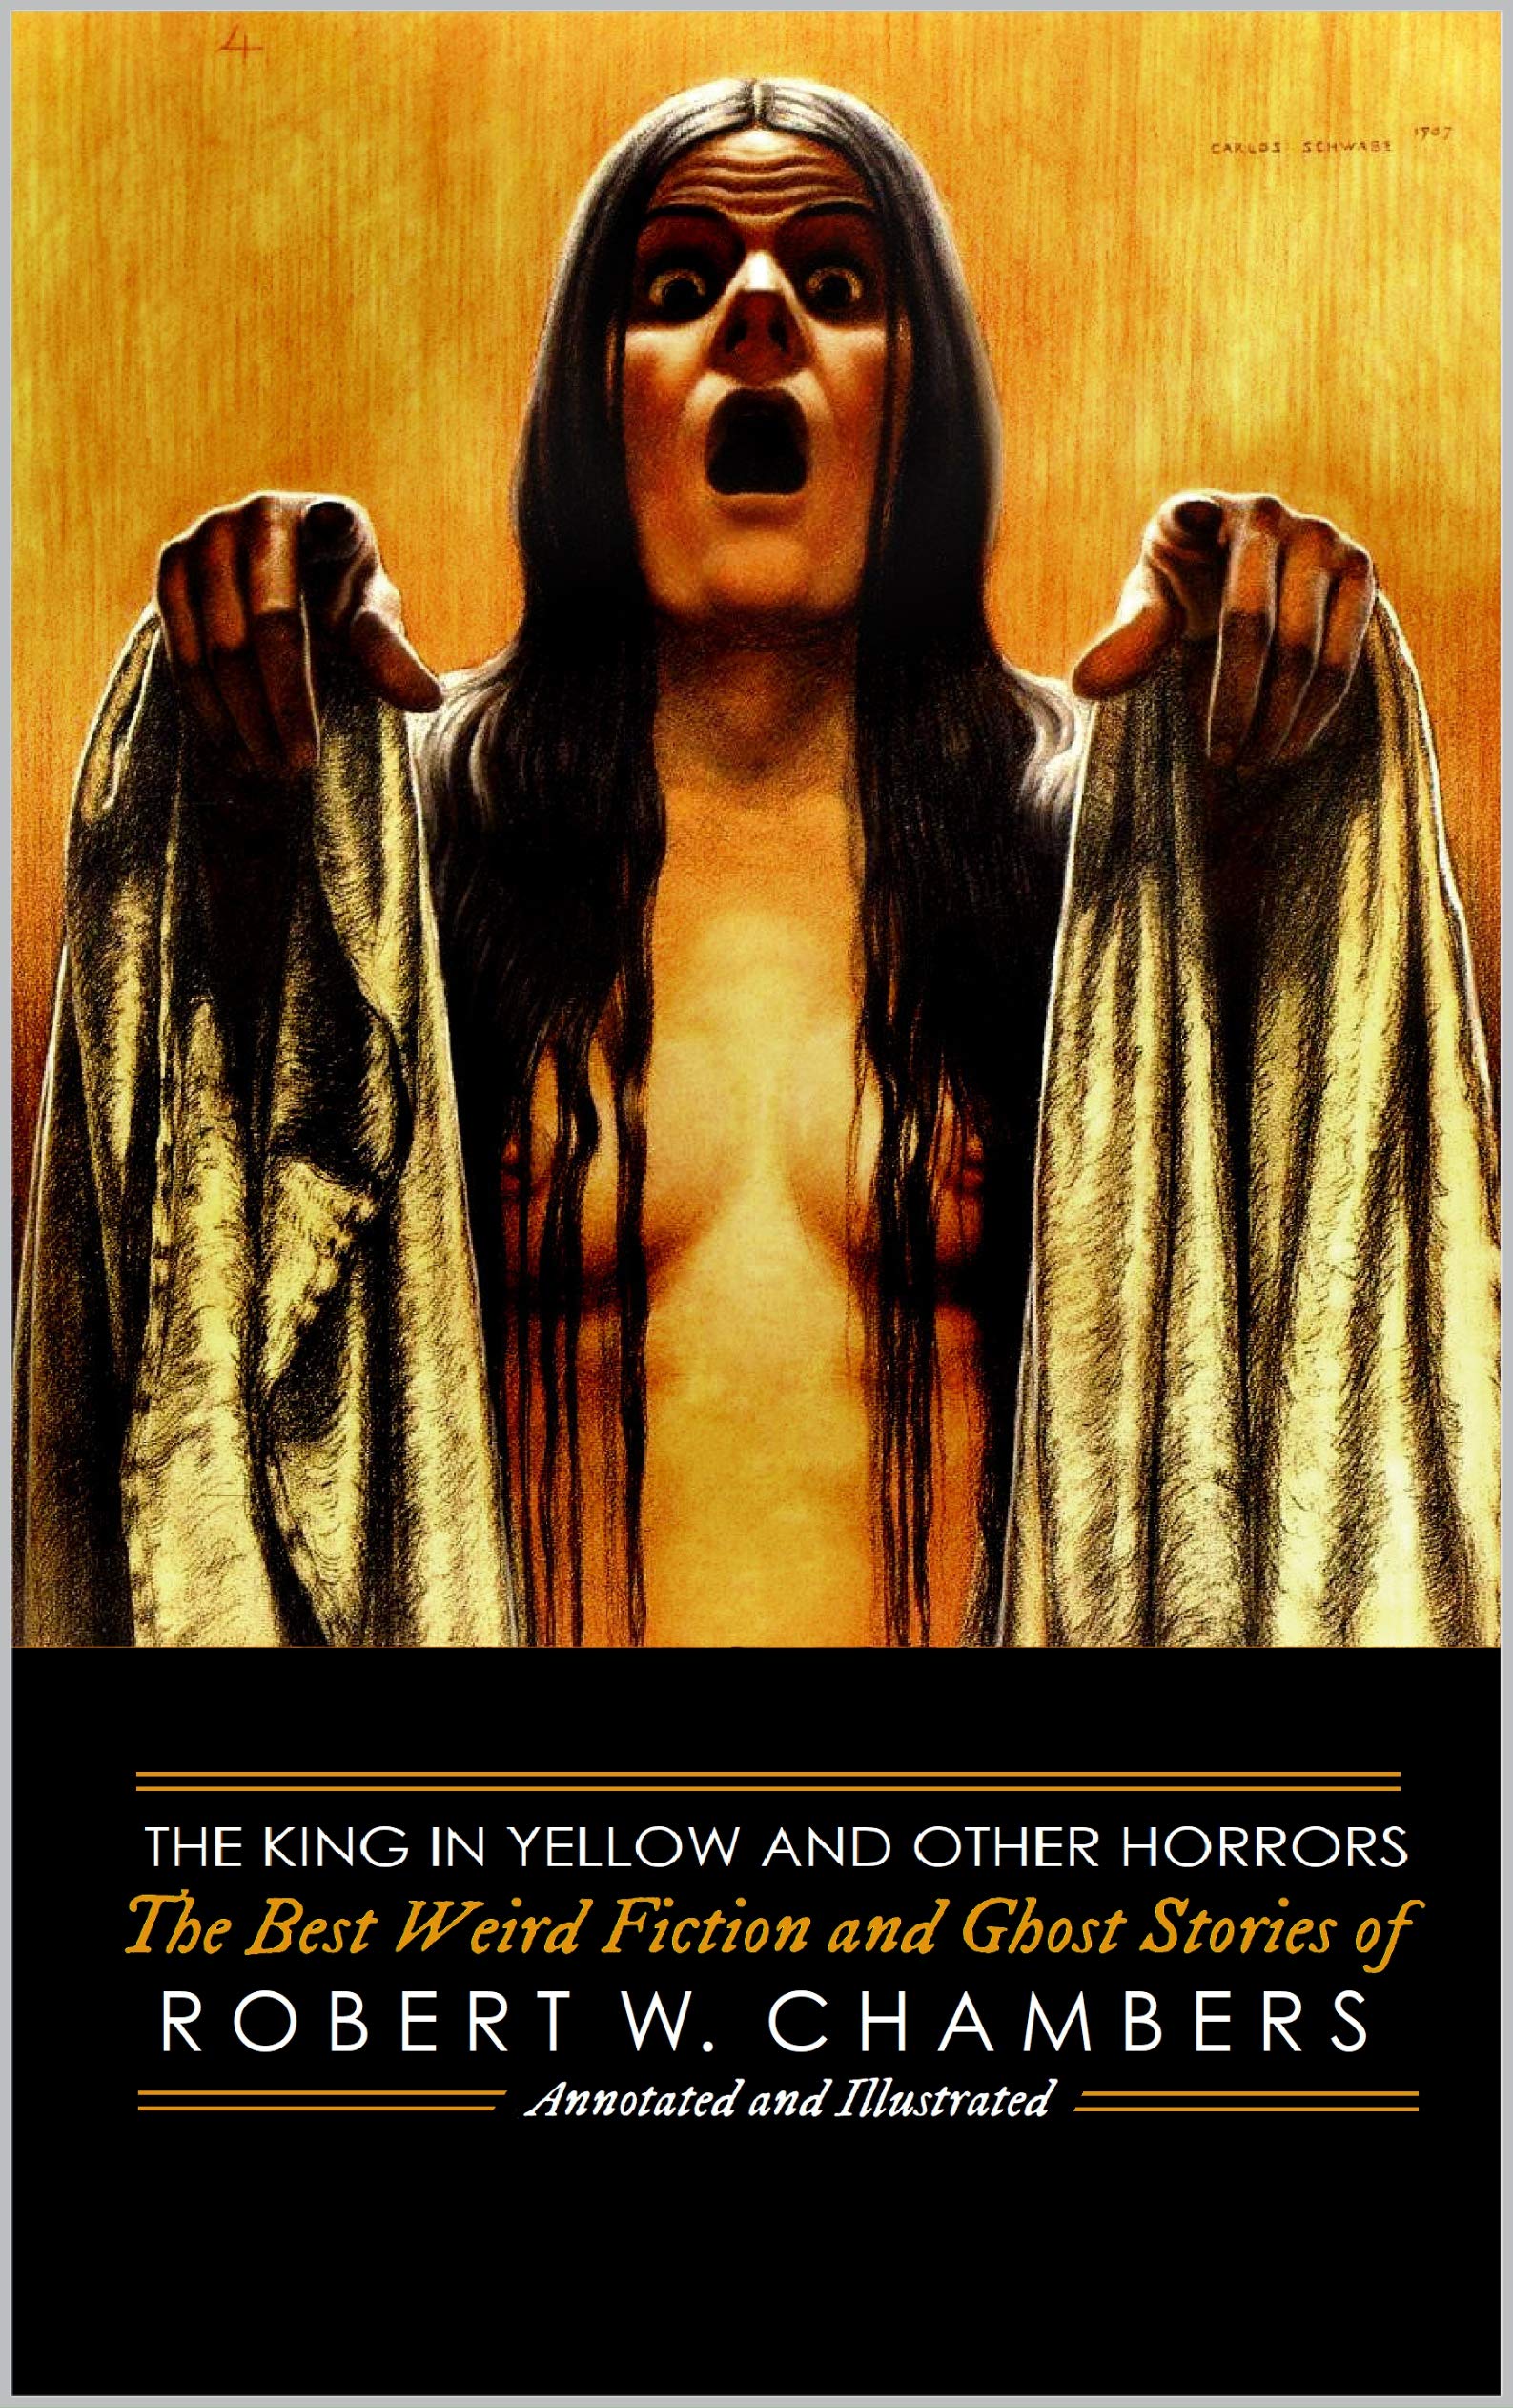 4
CARLOS SCHWABE 1907
THE KING IN YELLOW AND OTHER HORRORS
The Best Weird Fiction and Ghost Stories of
ROBERT W. CHAMBERS
Annotated and Illustrated